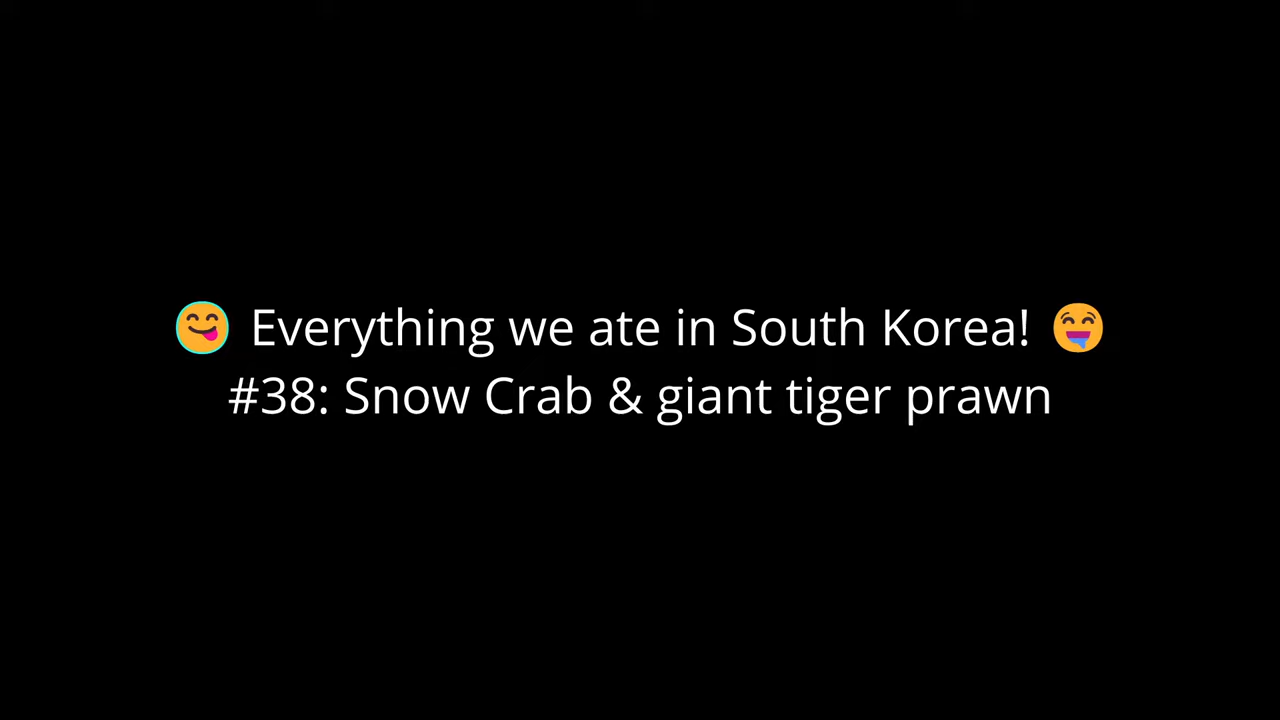 😋 Everything we ate in South Korea! 🤤
#38: Snow Crab & giant tiger prawn